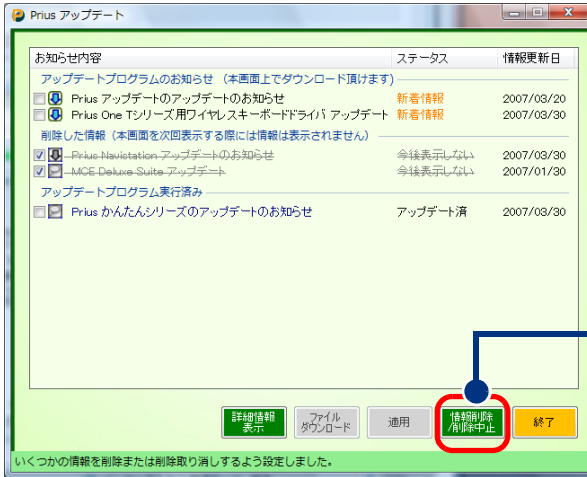 Prius アップデート
お知らせ内容 ステータス 情報更新日
アップデートプログラムのお知らせ （本画面上でダウンロード頂けます）
Prius アップデートのアップデートのお知らせ 新着情報 2007/03/20
Prius One Tシリーズ用ワイヤレスキーボードドライバ アップデート 新着情報 2007/03/30
削除した情報（本画面を次回表示する際には情報は表示されません）
Prius Navistation アップデートのお知らせ 今後表示しない 2007/03/30
MCE Deluxe Suite アップデート 今後表示しない 2007/01/30
アップデートプログラム実行済み
Prius かんたんシリーズのアップデートのお知らせ アップデート済 2007/03/30
詳細情報
表示
ファイル
ダウンロード
適用
情報削除
/削除中止
終了
いくつかの情報を削除または削除取り消しするよう設定しました。